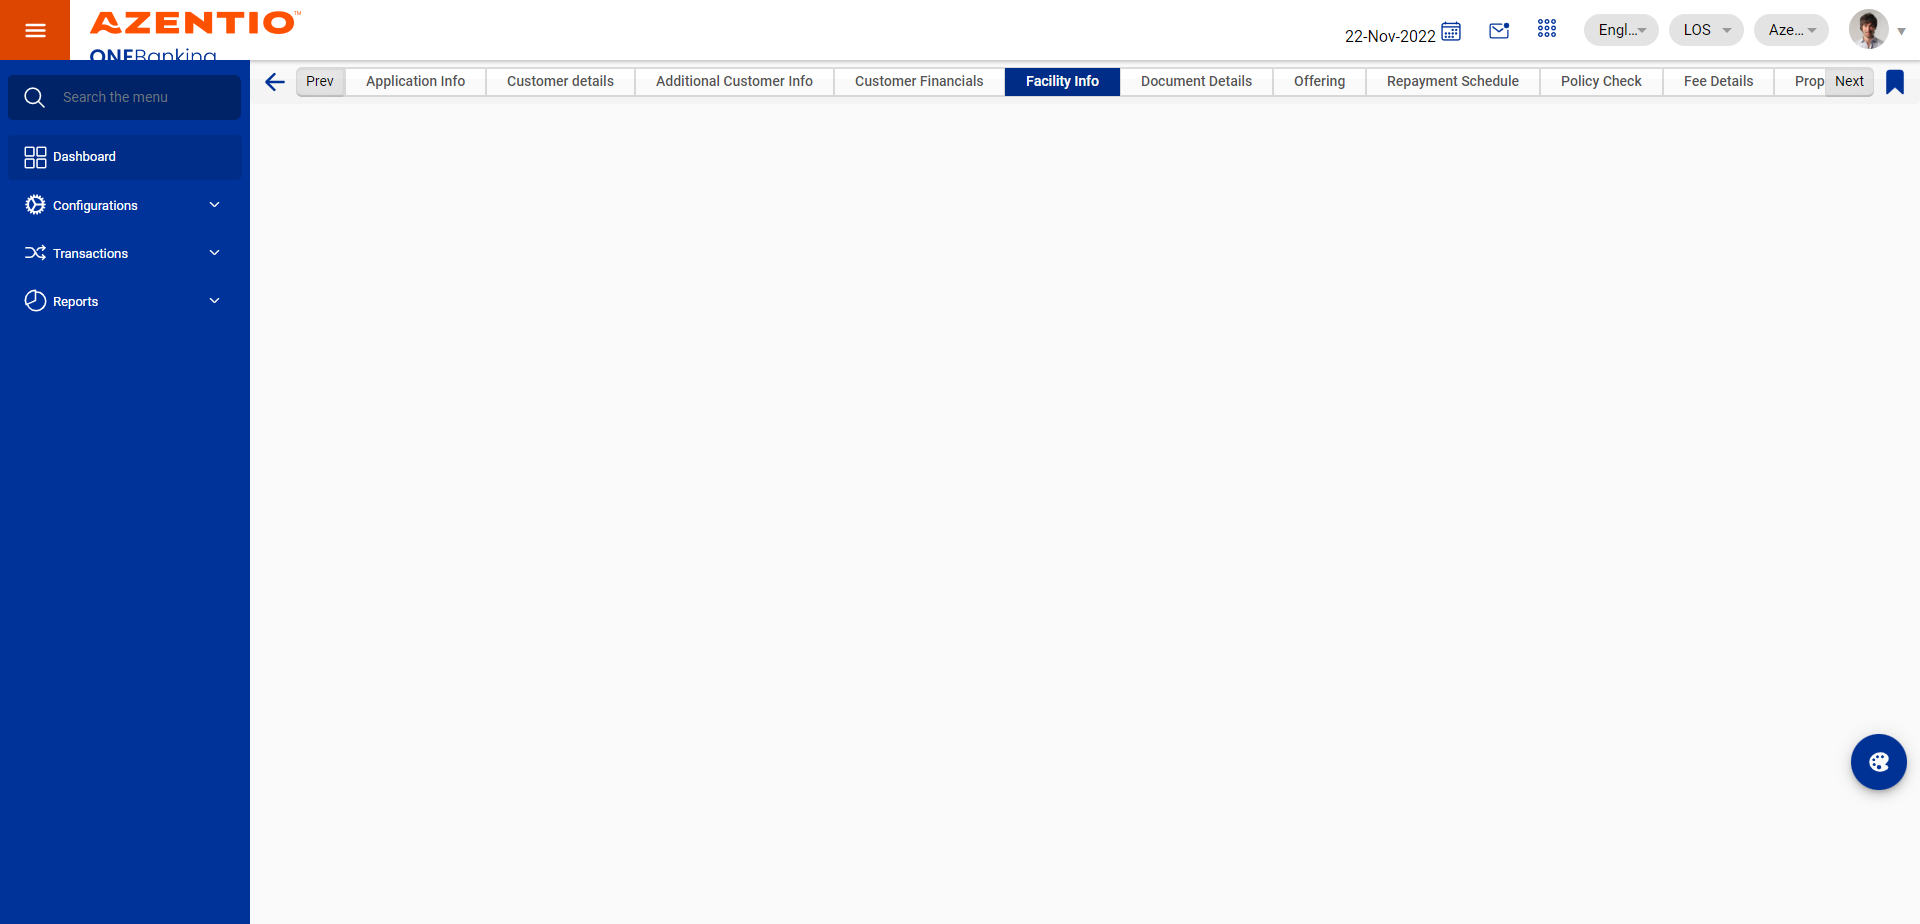 AZENTIO™
ONEBanking
22-Nov-2022
Engl...
LOS
Aze...
Search the menu
Dashboard
Configurations
Transactions
Reports
Prev
Application Info
Customer details
Additional Customer Info
Customer Financials
Facility Info
Document Details
Offering
Repayment Schedule
Policy Check
Fee Details
Prop
Next